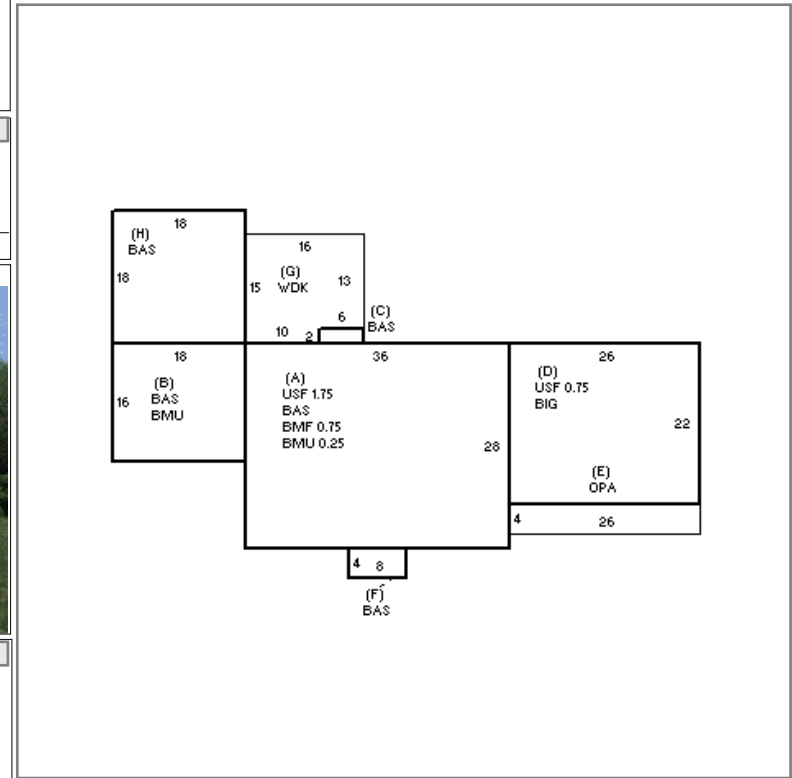 18
(H)
BAS
18
16
(G)
WDK
15
13
6
(C)
BAS
10
2
18
(B)
BAS
BMU
16
36
(A)
USF 1.75
BAS
BMF 0.75
BMU 0.25
28
26
(D)
USF 0.75
BIG
22
(E)
OPA
4
26
4
8
(F)
BAS